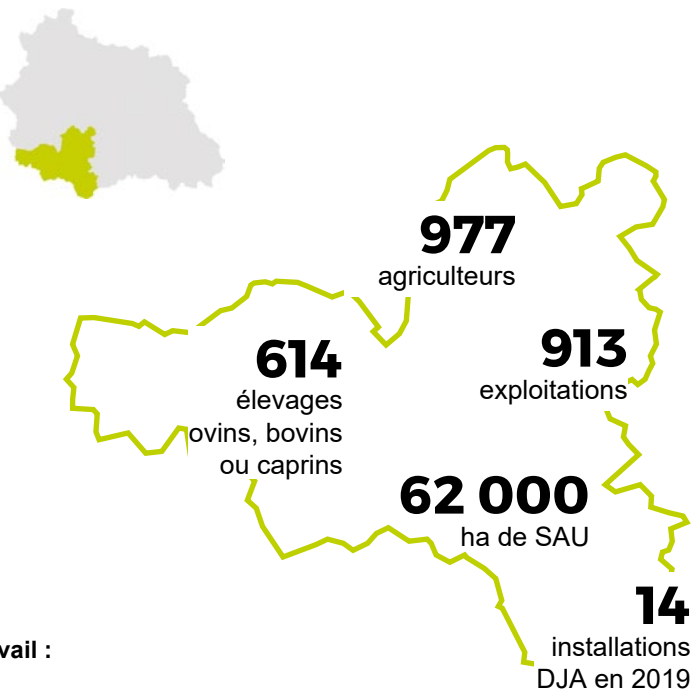 977
agriculteurs
614
élevages
ovins, bovins
ou caprins
913
exploitations
62 000
ha de SAU
14
installations
DJA en 2019
vail :